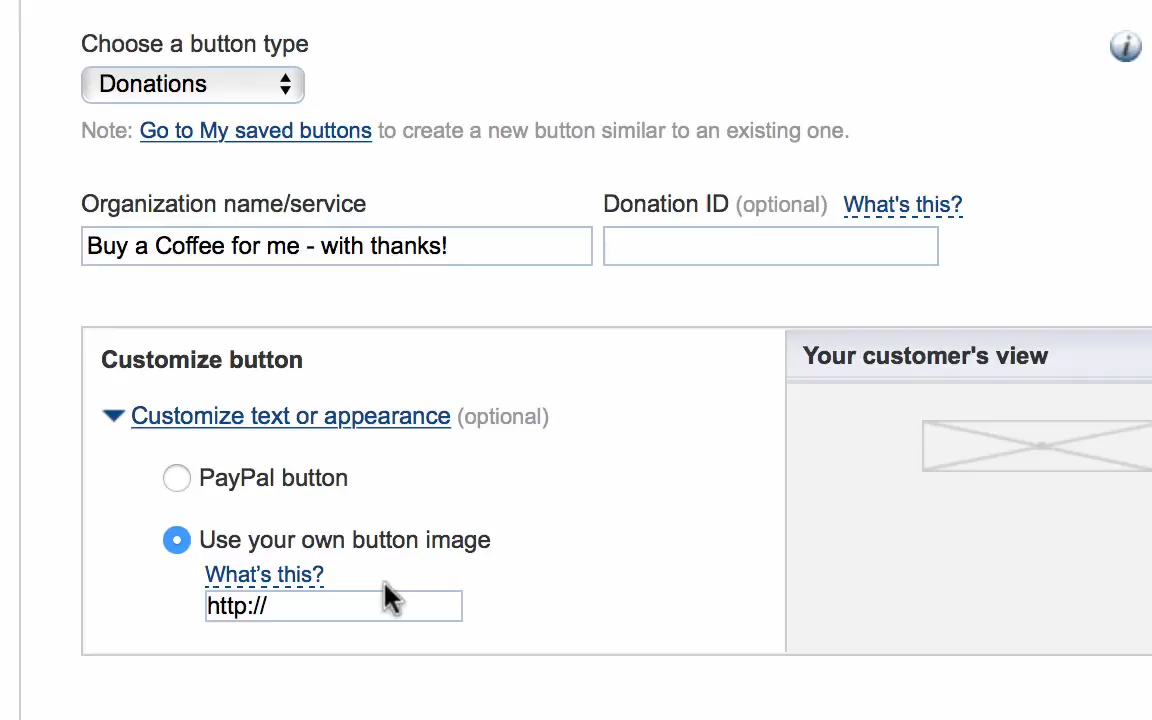 Choose a button type
Donations
Note: Go to My saved buttons to create a new button similar to an existing one.
Organization name/service
Donation ID (optional) What's this?
Buy a Coffee for me - with thanks!
Customize button
Your customer's view
Customize text or appearance (optional)
PayPal button
Use your own button image
What's this?
http://